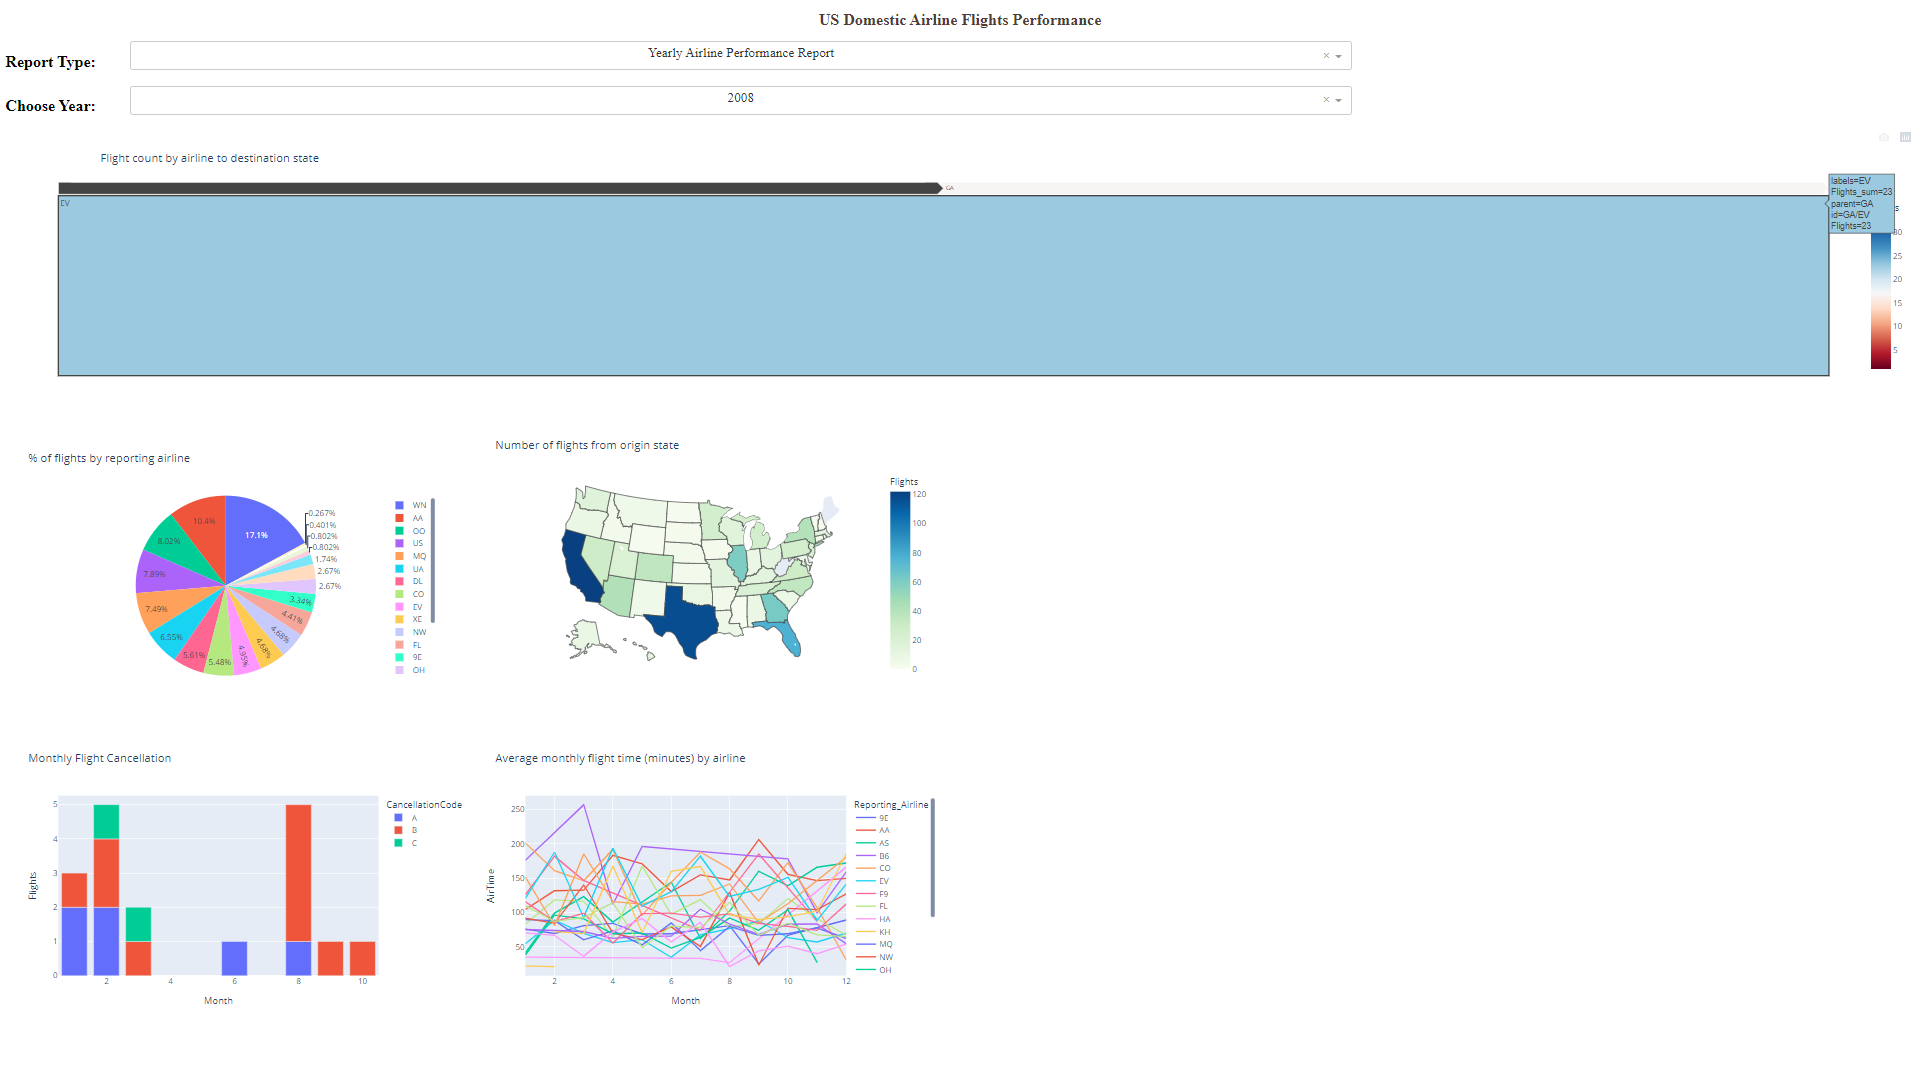 US Domestic Airline Flights Performance
Report Type:
Yearly Airline Performance Report
×
Choose Year:
2008
×
Flight count by airline to destination state
GA
EV
labels=EV
Flights_sum=23
parent=GA
id=GA/EV
Flights=23
s
30
25
20
15
10
5
% of flights by reporting airline
17.1%
10.4%
8.02%
7.89%
7.49%
6.55%
5.61%
5.48%
4.95%
4.68%
4.68%
4.41%
3.34%
2.67%
2.67%
1.74%
0.802%
0.802%
0.401%
0.267%
WN
AA
OO
US
MQ
UA
DL
CO
EV
XE
NW
FL
9E
OH
Number of flights from origin state
Flights
120
100
80
60
40
20
0
Monthly Flight Cancellation
Flights
5
4
3
2
1
0
2
4
6
8
10
Month
CancellationCode
A
B
C
Average monthly flight time (minutes) by airline
AirTime
250
200
150
100
50
2
4
6
8
10
12
Month
Reporting_Airline
9E
AA
AS
B6
CO
EV
F9
FL
HA
KH
MQ
NW
OH